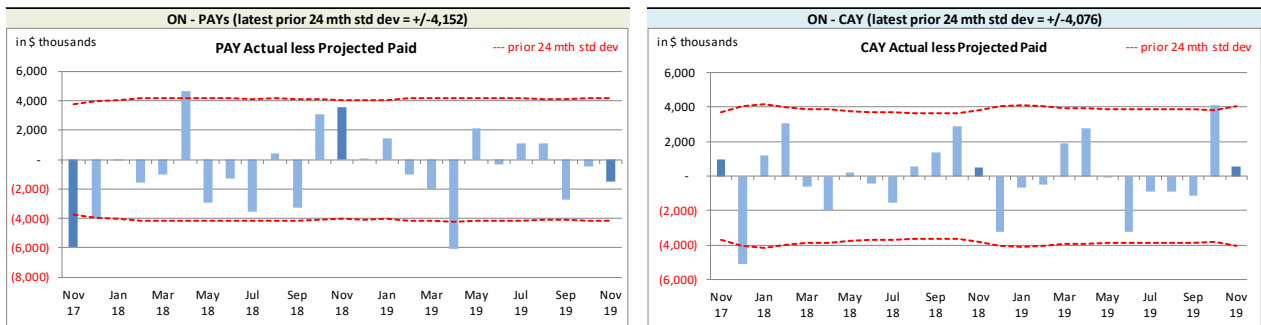 ON - PAYs (latest prior 24 mth std dev = +/-4,152)
in $ thousands
PAY Actual less Projected Paid
--- prior 24 mth std dev
6,000
4,000
2,000
-
(2,000)
(4,000)
(6,000)
(8,000)
Nov Jan Mar May Jul Sep Nov Jan Mar May Jul Sep Nov
17 18 18 18 18 18 18 19 19 19 19 19 19
ON - CAY (latest prior 24 mth std dev = +/-4,076)
in $ thousands
CAY Actual less Projected Paid
--- prior 24 mth std dev
6,000
4,000
2,000
-
(2,000)
(4,000)
(6,000)
Nov Jan Mar May Jul Sep Nov Jan Mar May Jul Sep Nov
17 18 18 18 18 18 18 19 19 19 19 19 19